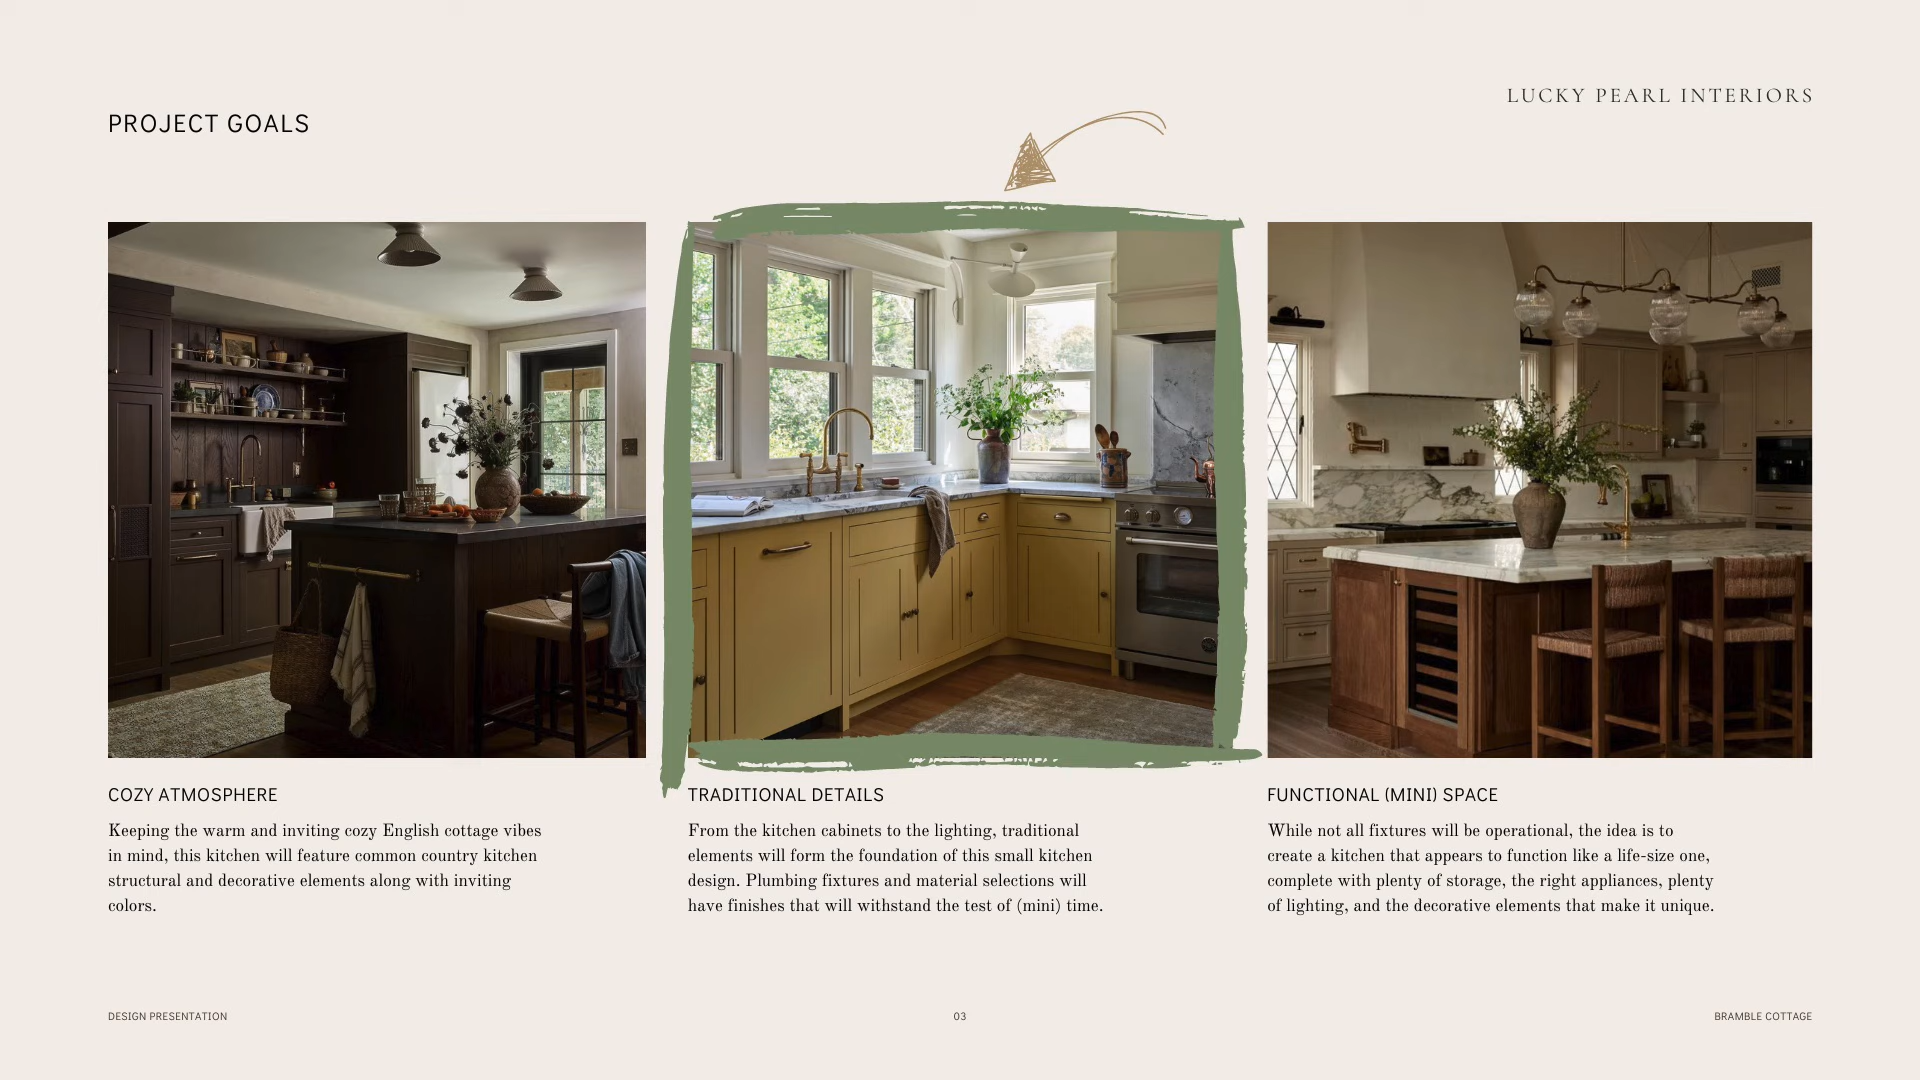 LUCKY PEARL INTERIORS
PROJECT GOALS
COZY ATMOSPHERE
Keeping the warm and inviting cozy English cottage vibes
in mind, this kitchen will feature common country kitchen
structural and decorative elements along with inviting
colors.
TRADITIONAL DETAILS
From the kitchen cabinets to the lighting, traditional
elements will form the foundation of this small kitchen
design. Plumbing fixtures and material selections will
have finishes that will withstand the test of (mini) time.
FUNCTIONAL (MINI) SPACE
While not all fixtures will be operational, the idea is to
create a kitchen that appears to function like a life-size one,
complete with plenty of storage, the right appliances, plenty
of lighting, and the decorative elements that make it unique.
DESIGN PRESENTATION
03
BRAMBLE COTTAGE